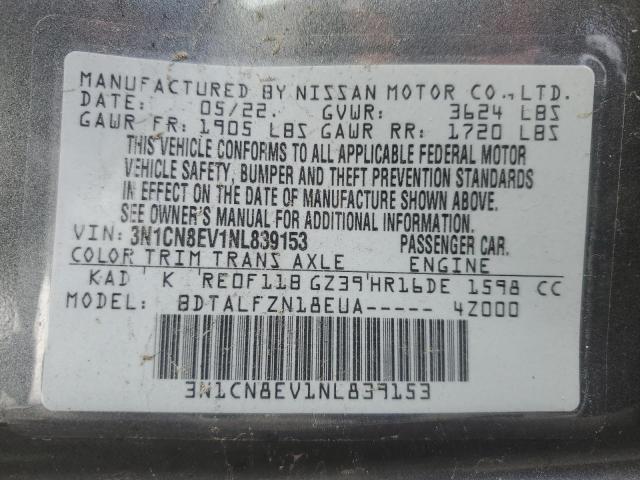 MANUFACTURED BY NISSAN MOTOR CO.,LTD.
DATE: 05/22. GVWR: 3624 LBS
GAWR FR: 1905 LBS GAWR RR: 1720 LBS
THIS VEHICLE CONFORMS TO ALL APPLICABLE FEDERAL MOTOR
VEHICLE SAFETY, BUMPER AND THEFT PREVENTION STANDARDS
IN EFFECT ON THE DATE OF MANUFACTURE SHOWN ABOVE.
SEE OWNER'S MANUAL FOR ADDITIONAL INFORMATION.
VIN: 3N1CN8EV1NL839153 PASSENGER CAR.
COLOR TRIM TRANS AXLE ENGINE
KAD K RE0F11B GZ39 HR16DE 1598 CC
MODEL: BDTALFZN18EUA----- 4Z000
3N1CN8EV1NL839153